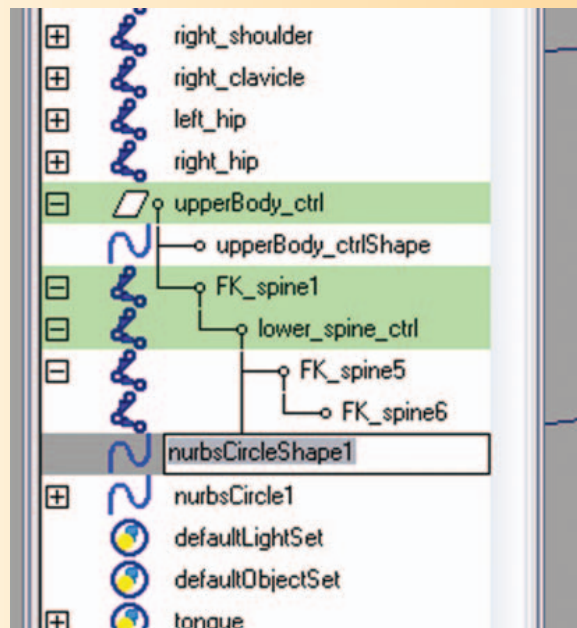 right_shoulder
right_clavicle
left_hip
right_hip
upperBody_ctrl
upperBody_ctrlShape
FK_spine1
lower_spine_ctrl
FK_spine5
FK_spine6
nurbsCircleShape1
nurbsCircle1
defaultLightSet
defaultObjectSet
tongue